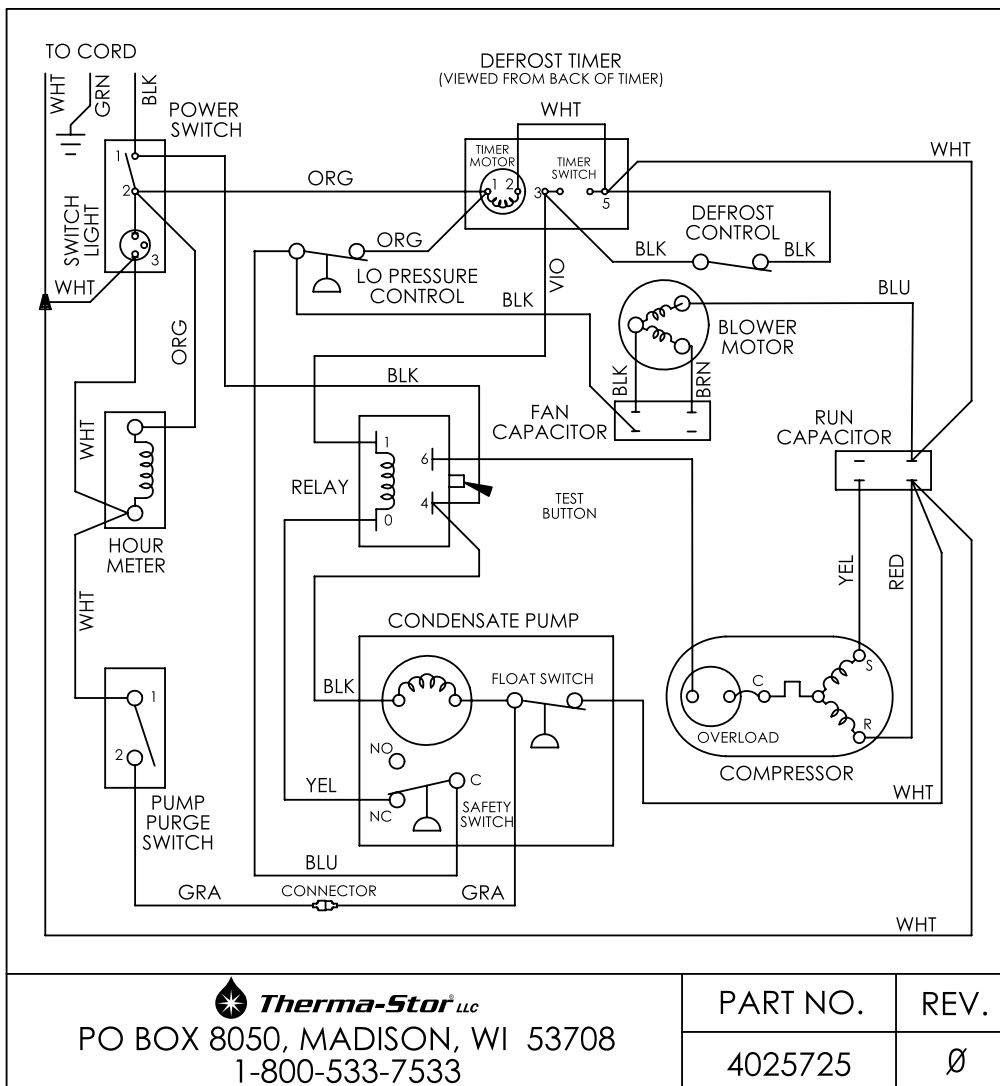 TO CORD
WHT
GRN
BLK
POWER
SWITCH
1
2
3
SWITCH
LIGHT
WHT
ORG
DEFROST TIMER
(VIEWED FROM BACK OF TIMER)
WHT
TIMER
MOTOR
1 2
TIMER
SWITCH
3
5
WHT
ORG
ORG
LO PRESSURE
CONTROL
DEFROST
CONTROL
BLK
BLK
VIO
BLK
BLU
BLOWER
MOTOR
BLK
BRN
FAN
CAPACITOR
RUN
CAPACITOR
BLK
WHT
HOUR
METER
RELAY
1
0
6
4
TEST
BUTTON
YEL
RED
WHT
CONDENSATE PUMP
BLK
FLOAT SWITCH
NO
NC
C
YEL
SAFETY
SWITCH
C
S
R
OVERLOAD
COMPRESSOR
WHT
1
2
PUMP
PURGE
SWITCH
BLU
GRA
CONNECTOR
GRA
WHT
Therma-Stor LLC
PO BOX 8050, MADISON, WI 53708
1-800-533-7533
PART NO.
REV.
4025725
Ø